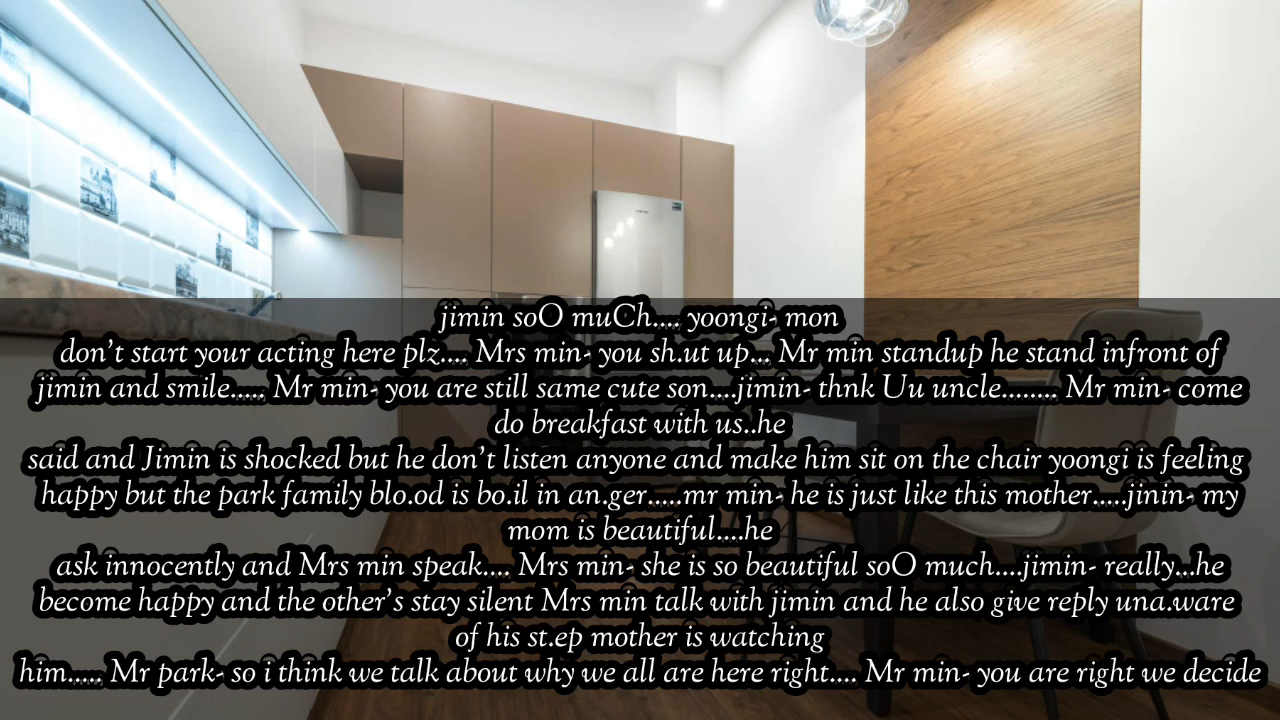 jimin soO muCh.... yoongi- mon
don't start your acting here plz.... Mrs min- you sh.ut up... Mr min standup he stand infront of
jimin and smile..... Mr min- you are still same cute son....jimin- thnk Uu uncle........ Mr min- come
do breakfast with us..he
said and Jimin is shocked but he don't listen anyone and make him sit on the chair yoongi is feeling
happy but the park family blo.od is bo.il in an.ger.....mr min- he is just like this mother.....jinin- my
mom is beautiful....he
ask innocently and Mrs min speak.... Mrs min- she is so beautiful soO much....jimin- really...he
become happy and the other's stay silent Mrs min talk with jimin and he also give reply una.ware
of his st.ep mother is watching
him..... Mr park- so i think we talk about why we all are here right.... Mr min- you are right we decide